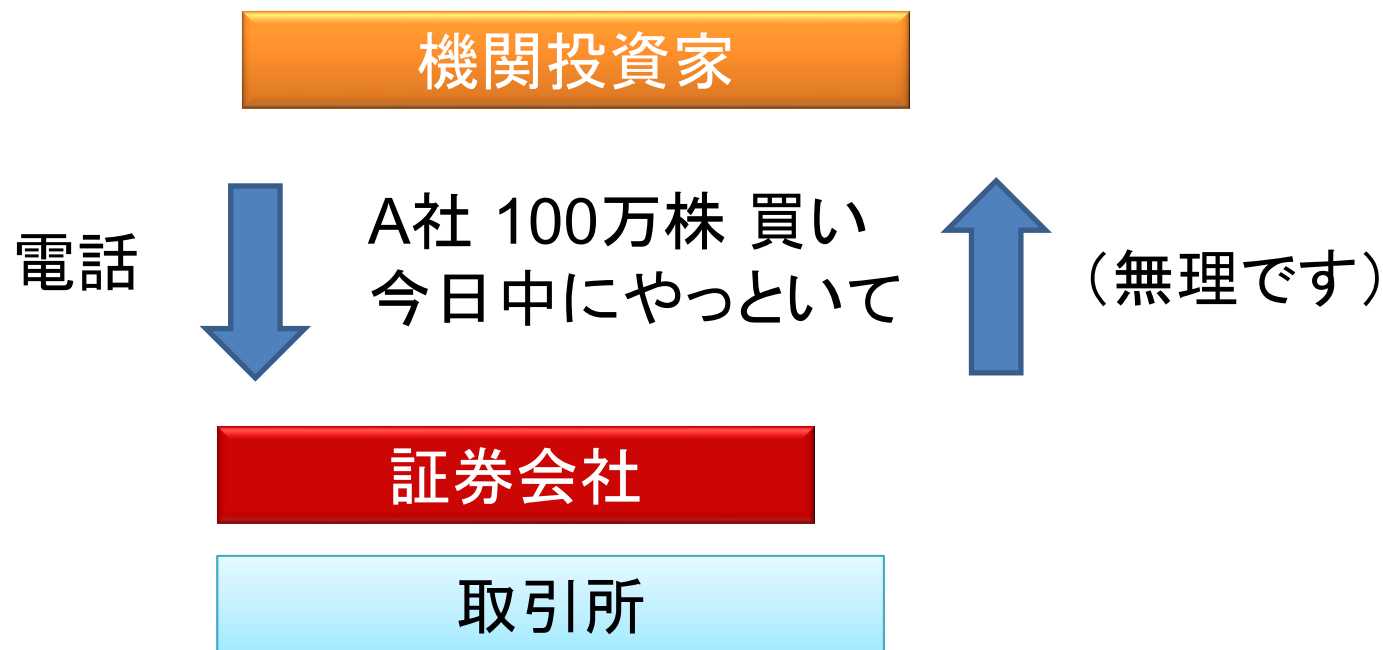 機関投資家
電話
A社 100万株 買い
今日中にやっといて
（無理です）
証券会社
取引所